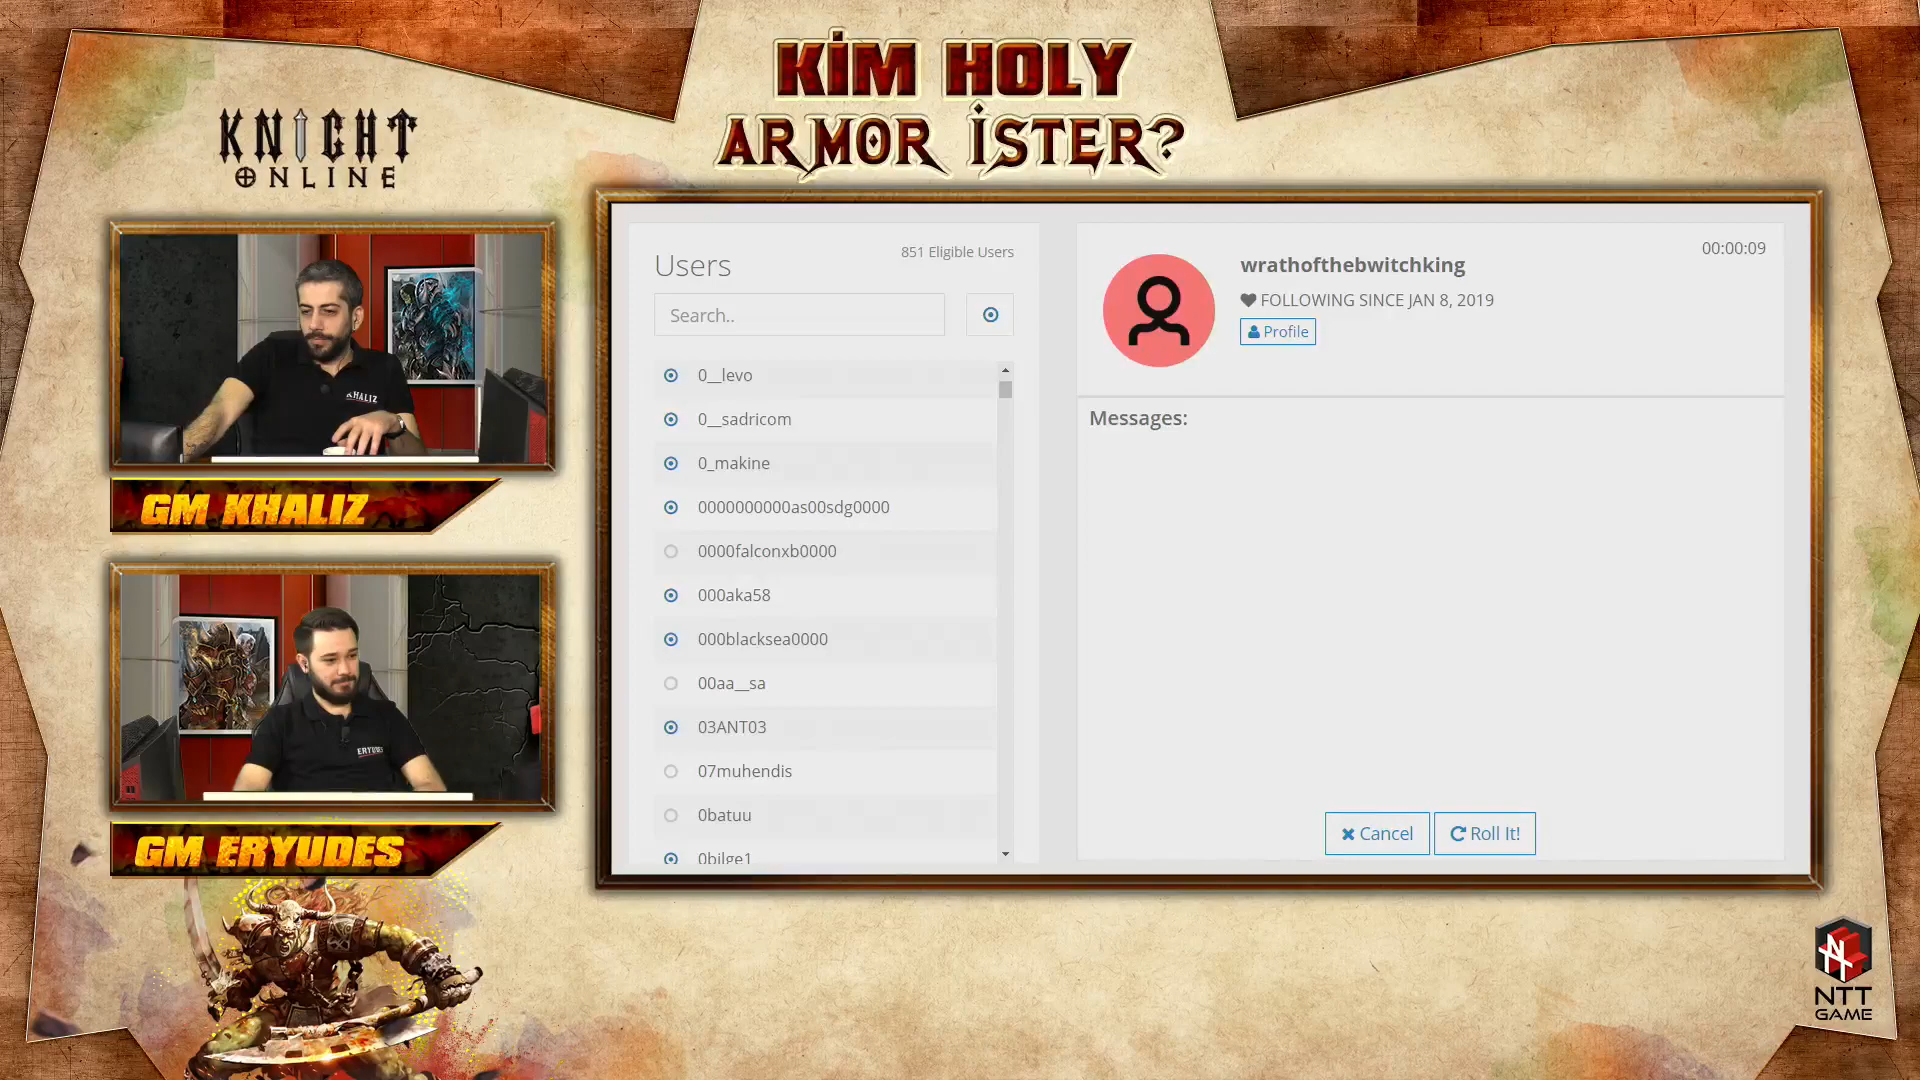 KİM HOLY
ARMOR İSTER?
KNIGHT
ONLINE
KHALIZ
GM KHALIZ
ERYUDES
GM ERYUDES
Users
851 Eligible Users
Search..
0__levo
0__sadricom
0_makine
0000000000as00sdg0000
0000falconxb0000
000aka58
000blacksea0000
00aa__sa
03ANT03
07muhendis
0batuu
0bilge1
00:00:09
wrathofthebwitchking
FOLLOWING SINCE JAN 8, 2019
Profile
Messages:
Cancel
Roll It!
NTT
GAME